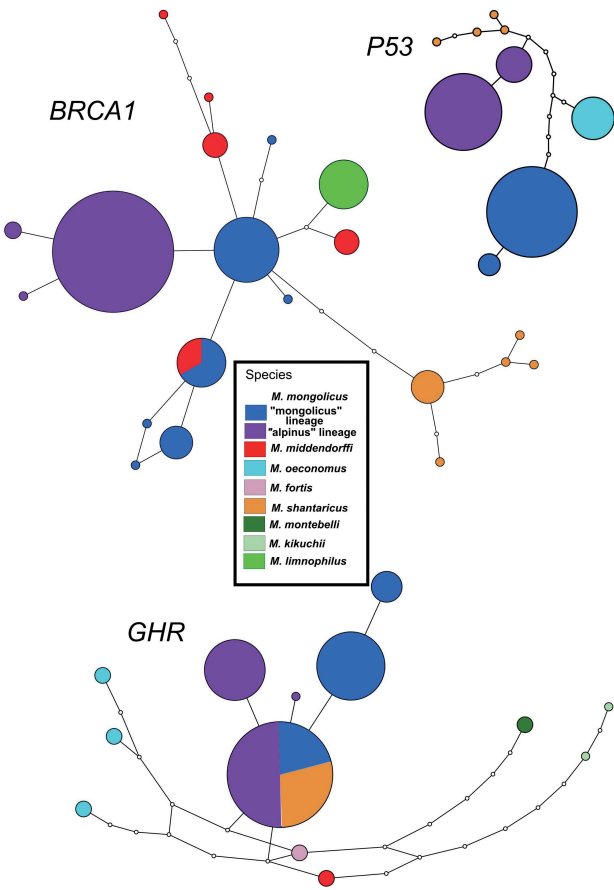 P53
BRCA1
Species
M. mongolicus
"mongolicus"
lineage
"alpinus" lineage
M. middendorffi
M. oeconomus
M. fortis
M. shantaricus
M. montebelli
M. kikuchii
M. limnophilus
GHR